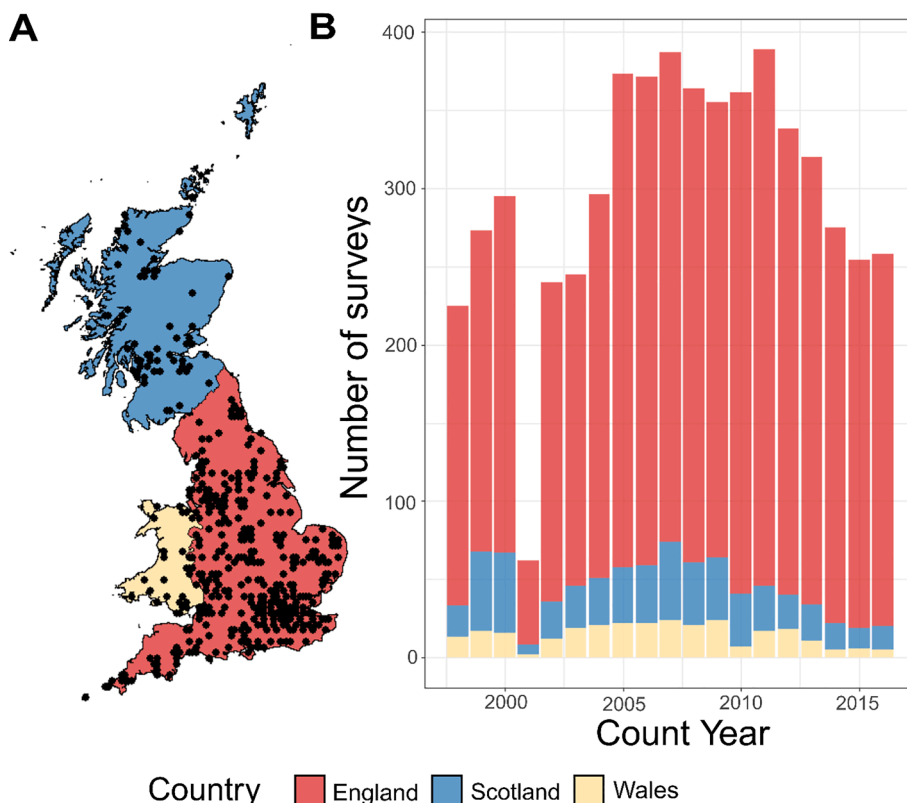 A
B
400
300
200
100
0
Number of surveys
2000 2005 2010 2015
Count Year
Country England Scotland Wales